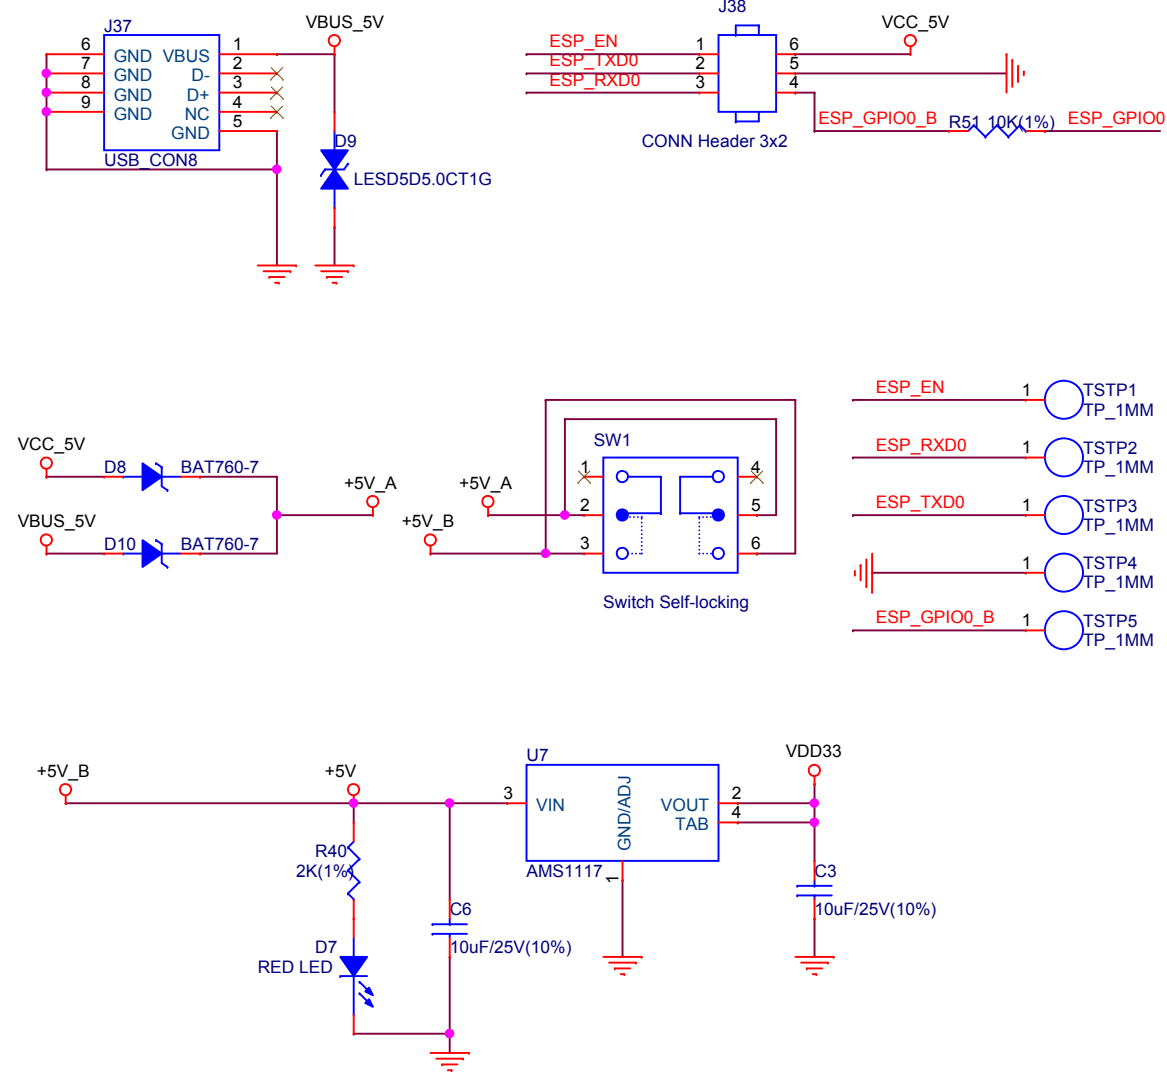 J37
VBUS_5V
6 GND VBUS 1
7 GND D- 2
8 GND D+ 3
9 GND NC 4
GND 5
USB_CON8
D9
LESD5D5.0CT1G
J38
VCC_5V
ESP_EN 1 6
ESP_TXD0 2 5
ESP_RXD0 3 4
ESP_GPIO0_B R51 10K(1%) ESP_GPIO0
CONN Header 3x2
VCC_5V
D8 BAT760-7
VBUS_5V
D10 BAT760-7
+5V_A
+5V_A
+5V_B
SW1
1 4
2 5
3 6
Switch Self-locking
ESP_EN 1 TSTP1
TP_1MM
ESP_RXD0 1 TSTP2
TP_1MM
ESP_TXD0 1 TSTP3
TP_1MM
1 TSTP4
TP_1MM
ESP_GPIO0_B 1 TSTP5
TP_1MM
+5V_B
+5V
U7
VDD33
3 VIN GND/ADJ VOUT 2
TAB 4
AMS1117 1
R40
2K(1%)
C6
10uF/25V(10%)
D7
RED LED
C3
10uF/25V(10%)